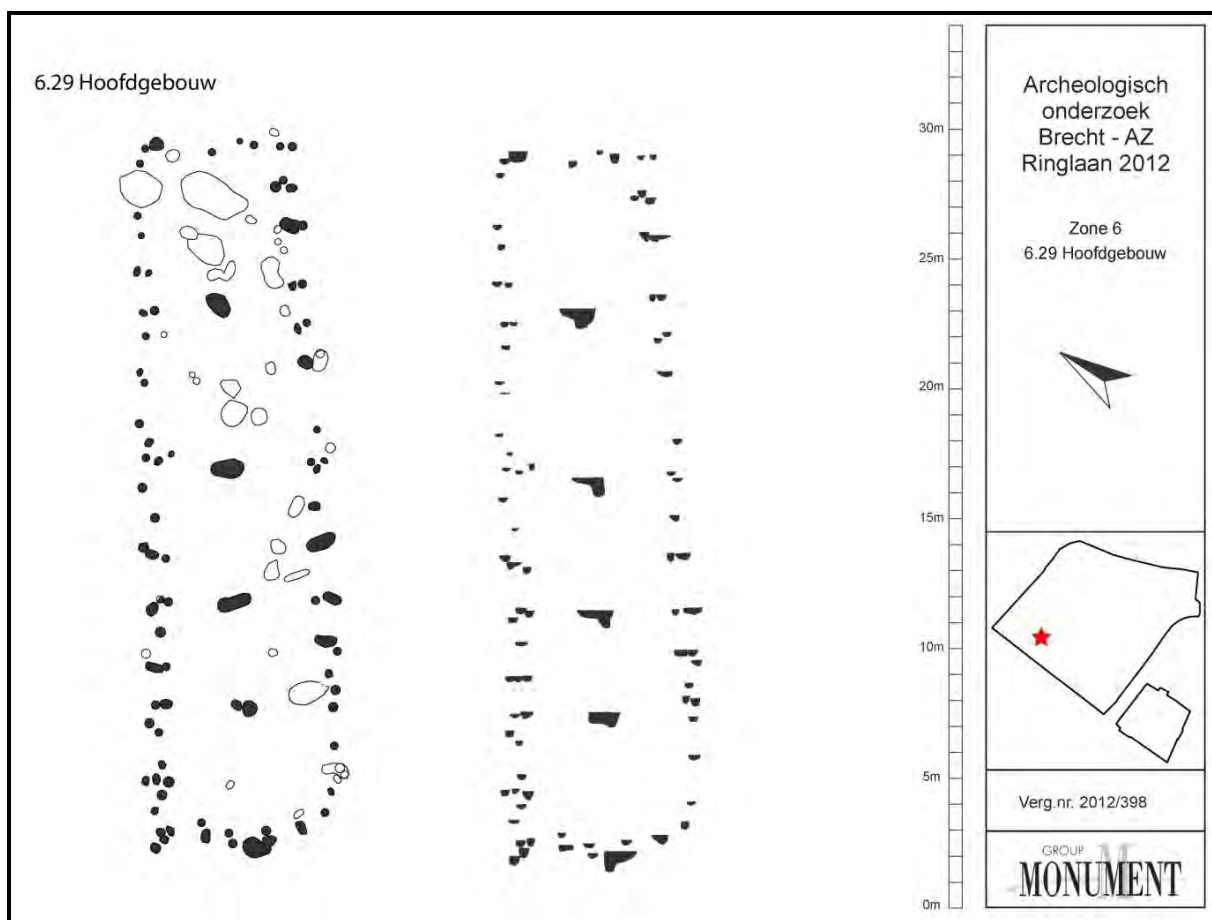 6.29 Hoofdgebouw
30m
25m
20m
15m
10m
5m
0m
Archeologisch
onderzoek
Brecht - AZ
Ringlaan 2012
Zone 6
6.29 Hoofdgebouw
Verg.nr. 2012/398
GROUP
MONUMENT